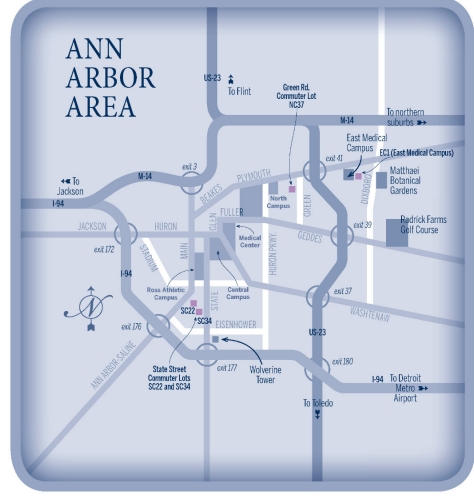 ANN
ARBOR
AREA
US-23
To Flint
Green Rd.
Commuter Lot
NC37
M-14
To northern
suburbs
East Medical
Campus
EC1 (East Medical Campus)
exit 41
exit 3
To
Jackson
M-14
I-94
BEAKES
PLYMOUTH
North
Campus
GREEN
DIXBORO
Matthaei
Botanical
Gardens
Radrick Farms
Golf Course
JACKSON
HURON
GLEN
FULLER
Medical
Center
GEDDES
exit 39
exit 172
STADIUM
MAIN
HURON PKWY.
I-94
Ross Athletic
Campus
STATE
Central
Campus
exit 37
WASHTENAW
N
SC22
SC34
EISENHOWER
US-23
exit 176
ANN ARBOR-SALINE
State Street
Commuter Lots
SC22 and SC34
exit 177
Wolverine
Tower
exit 180
I-94
To Detroit
Metro
Airport
To Toledo